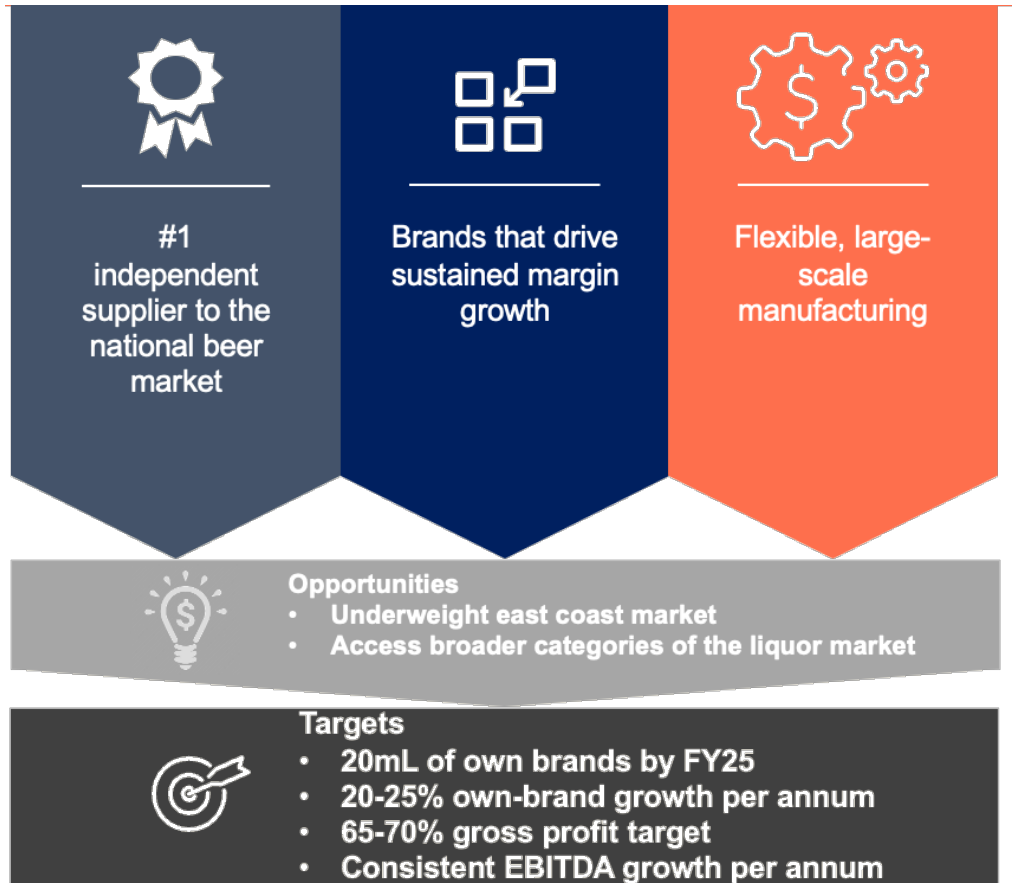 #1
independent
supplier to the
national beer
market
Brands that drive
sustained margin
growth
Flexible, large-
scale
manufacturing
$
$
Opportunities
• Underweight east coast market
• Access broader categories of the liquor market
Targets
• 20mL of own brands by FY25
• 20-25% own-brand growth per annum
• 65-70% gross profit target
• Consistent EBITDA growth per annum